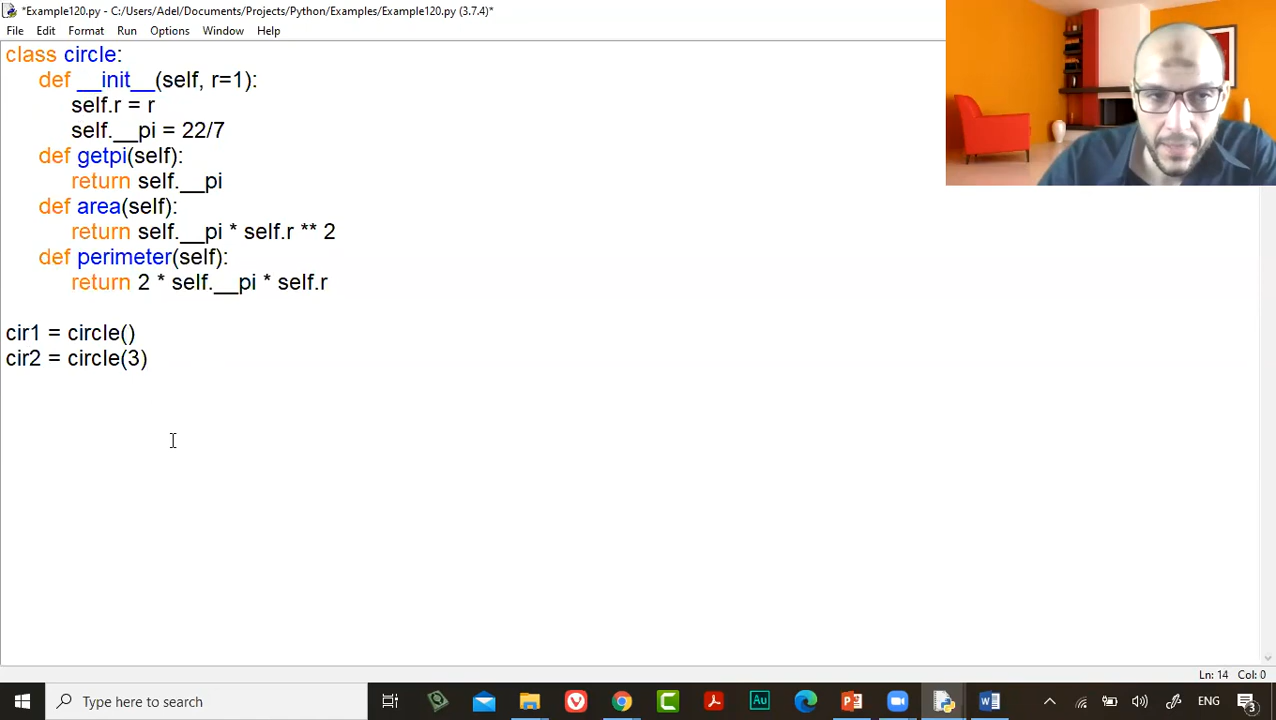 *Example120.py - C:/Users/Adel/Documents/Projects/Python/Examples/Example120.py (3.7.4)*
File Edit Format Run Options Window Help
class circle:
    def __init__(self, r=1):
        self.r = r
        self.__pi = 22/7
    def getpi(self):
        return self.__pi
    def area(self):
        return self.__pi * self.r ** 2
    def perimeter(self):
        return 2 * self.__pi * self.r
cir1 = circle()
cir2 = circle(3)
Ln: 14 Col: 0
Type here to search
Au
ENG
3